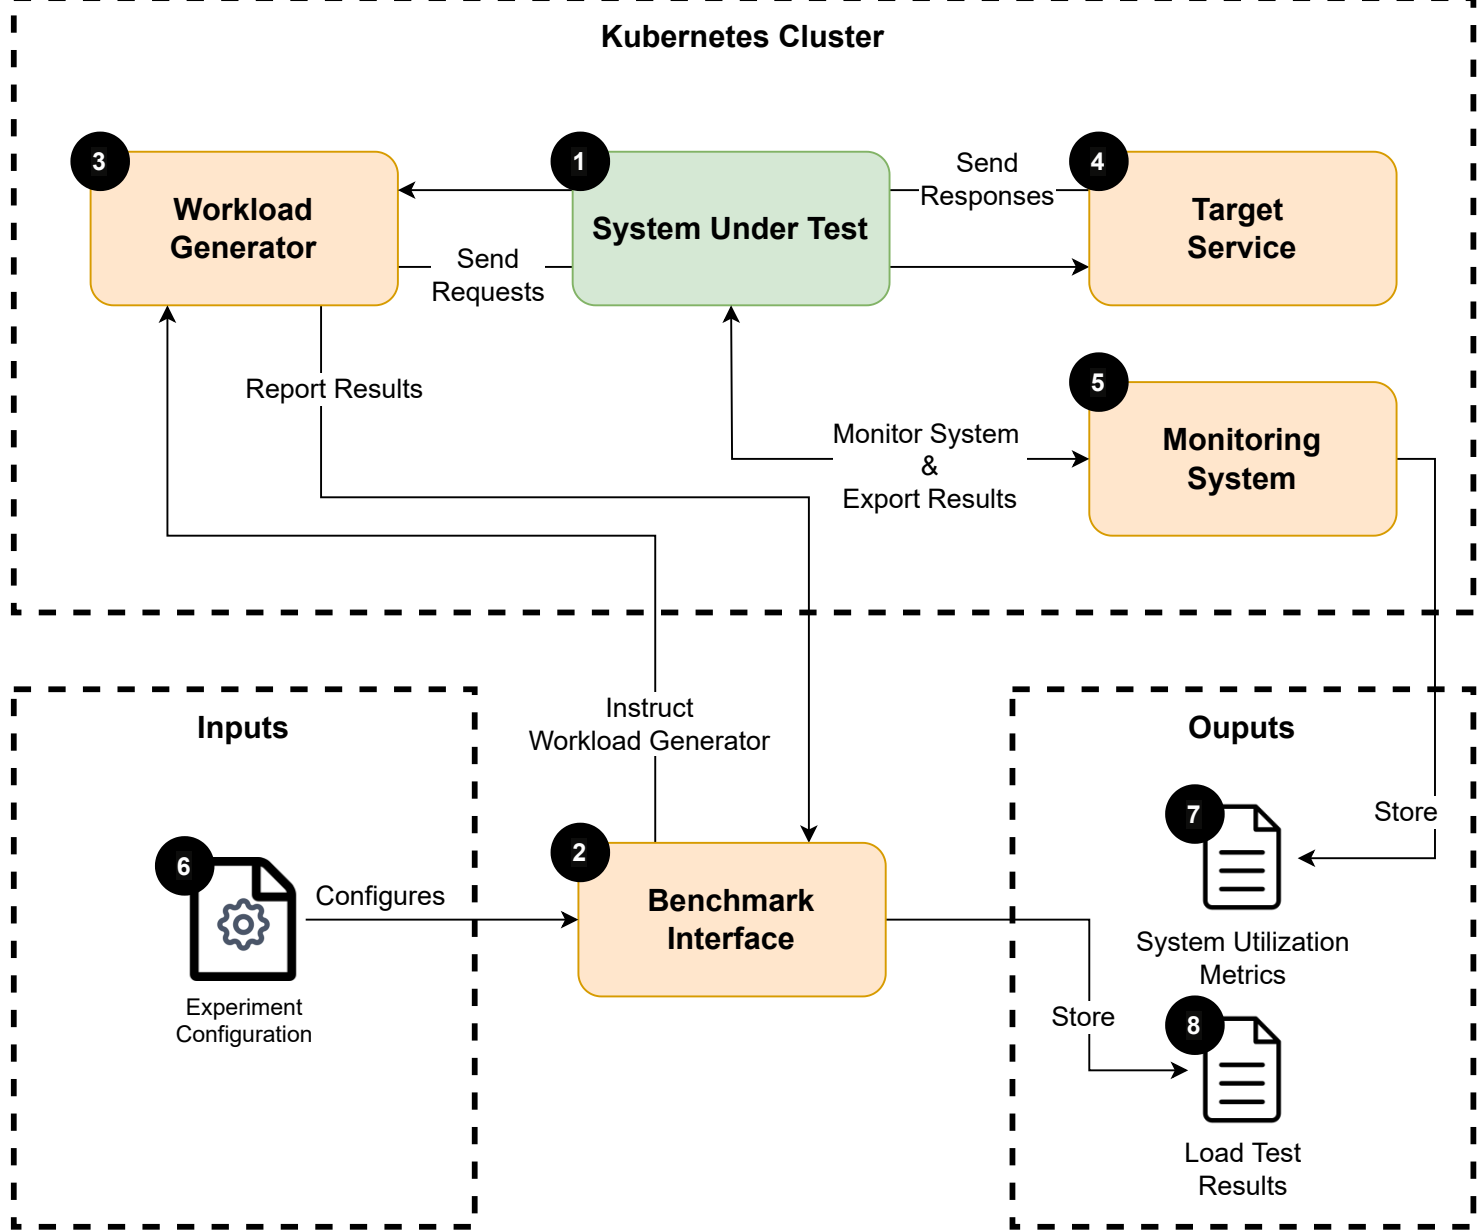 Kubernetes Cluster
3
Workload
Generator
1
System Under Test
Send
Responses
4
Target
Service
Send
Requests
Report Results
5
Monitoring
System
Monitor System
&
Export Results
Instruct
Workload Generator
Inputs
6
Configures
Experiment
Configuration
2
Benchmark
Interface
Ouputs
7
Store
System Utilization
Metrics
Store
8
Load Test
Results